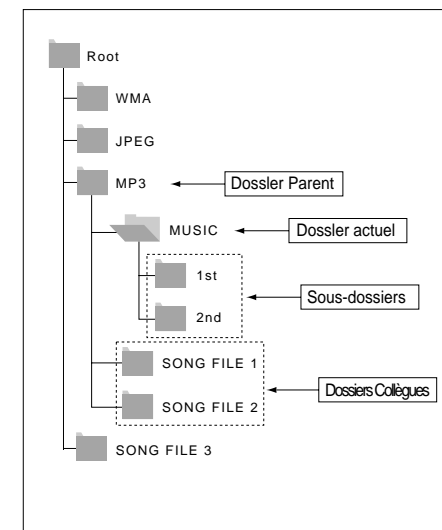 Root
WMA
JPEG
MP3
Dossler Parent
MUSIC
Dossler actuel
1st
Sous-dossiers
2nd
SONG FILE 1
Dossiers Collègues
SONG FILE 2
SONG FILE 3